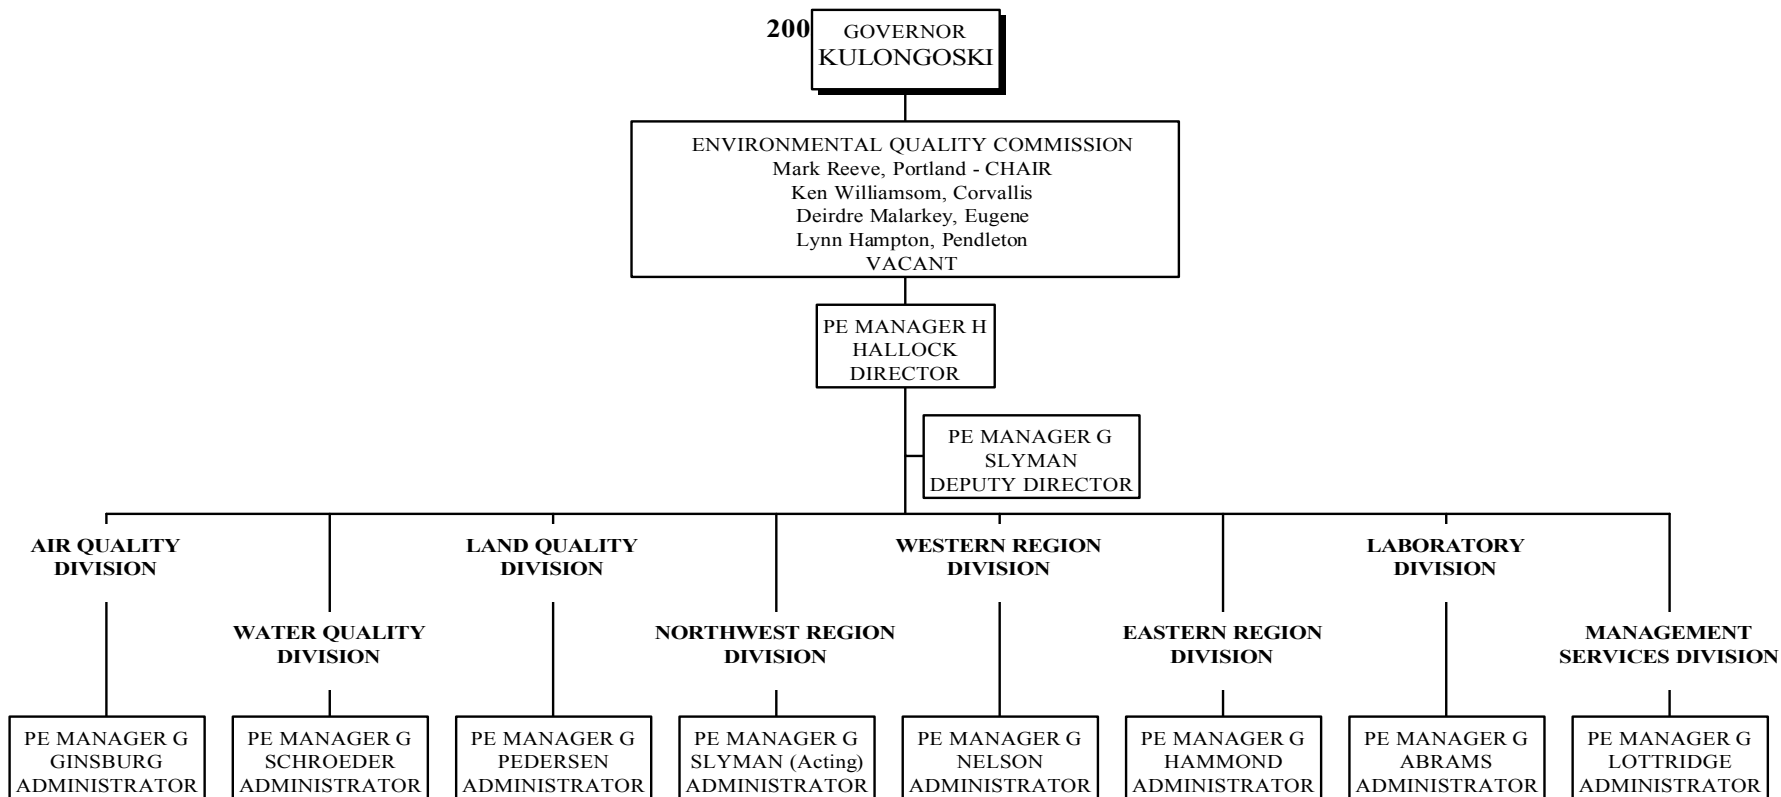 200
GOVERNOR
KULONGOSKI
ENVIRONMENTAL QUALITY COMMISSION
Mark Reeve, Portland - CHAIR
Ken Williamsom, Corvallis
Deirdre Malarkey, Eugene
Lynn Hampton, Pendleton
VACANT
PE MANAGER H
HALLOCK
DIRECTOR
PE MANAGER G
SLYMAN
DEPUTY DIRECTOR
AIR QUALITY
DIVISION
LAND QUALITY
DIVISION
WESTERN REGION
DIVISION
LABORATORY
DIVISION
WATER QUALITY
DIVISION
NORTHWEST REGION
DIVISION
EASTERN REGION
DIVISION
MANAGEMENT
SERVICES DIVISION
PE MANAGER G
GINSBURG
ADMINISTRATOR
PE MANAGER G
SCHROEDER
ADMINISTRATOR
PE MANAGER G
PEDERSEN
ADMINISTRATOR
PE MANAGER G
SLYMAN (Acting)
ADMINISTRATOR
PE MANAGER G
NELSON
ADMINISTRATOR
PE MANAGER G
HAMMOND
ADMINISTRATOR
PE MANAGER G
ABRAMS
ADMINISTRATOR
PE MANAGER G
LOTTRIDGE
ADMINISTRATOR